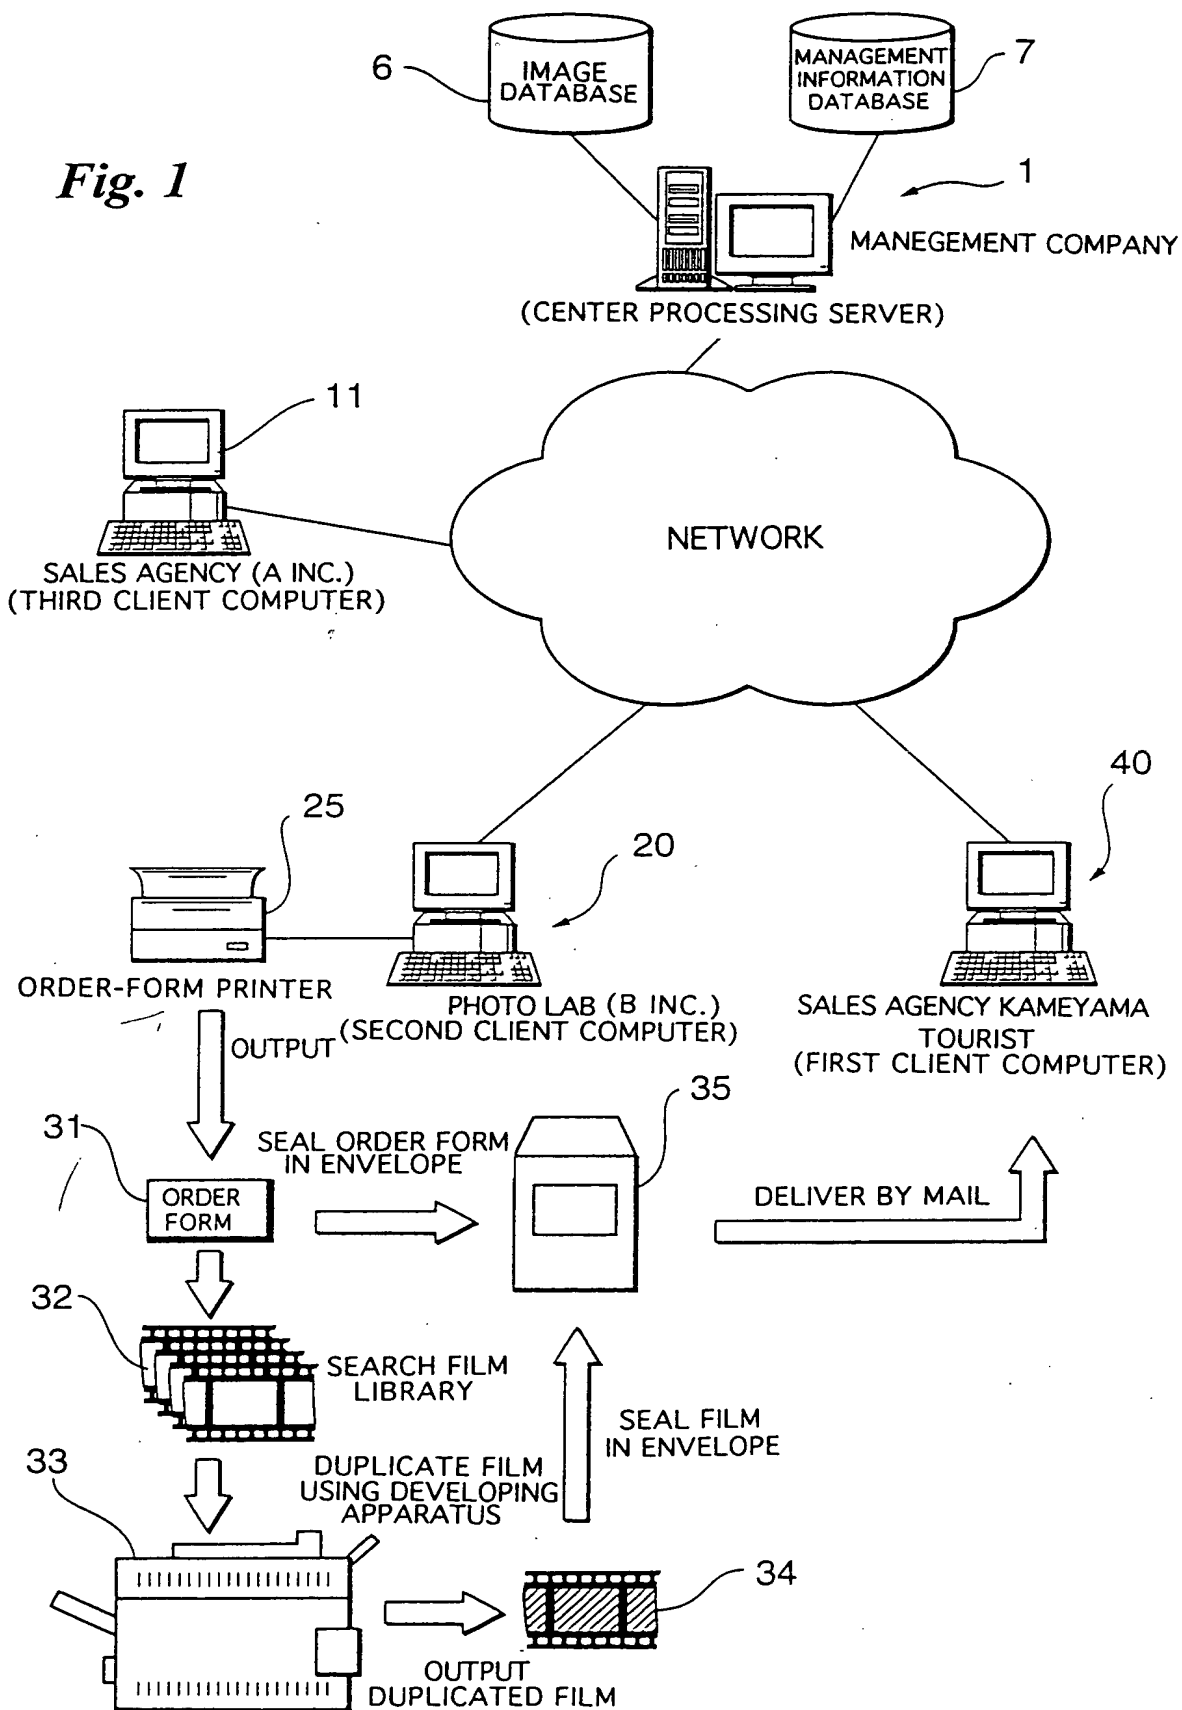 6
IMAGE
DATABASE
MANAGEMENT
INFORMATION
DATABASE
7
Fig. 1
1
MANEGEMENT COMPANY
(CENTER PROCESSING SERVER)
11
NETWORK
SALES AGENCY (A INC.)
(THIRD CLIENT COMPUTER)
40
25
20
ORDER-FORM PRINTER
PHOTO LAB (B INC.)
(SECOND CLIENT COMPUTER)
SALES AGENCY KAMEYAMA
TOURIST
(FIRST CLIENT COMPUTER)
OUTPUT
35
31
SEAL ORDER FORM
IN ENVELOPE
ORDER
FORM
DELIVER BY MAIL
32
SEARCH FILM
LIBRARY
SEAL FILM
IN ENVELOPE
33
DUPLICATE FILM
USING DEVELOPING
APPARATUS
34
OUTPUT
DUPLICATED FILM